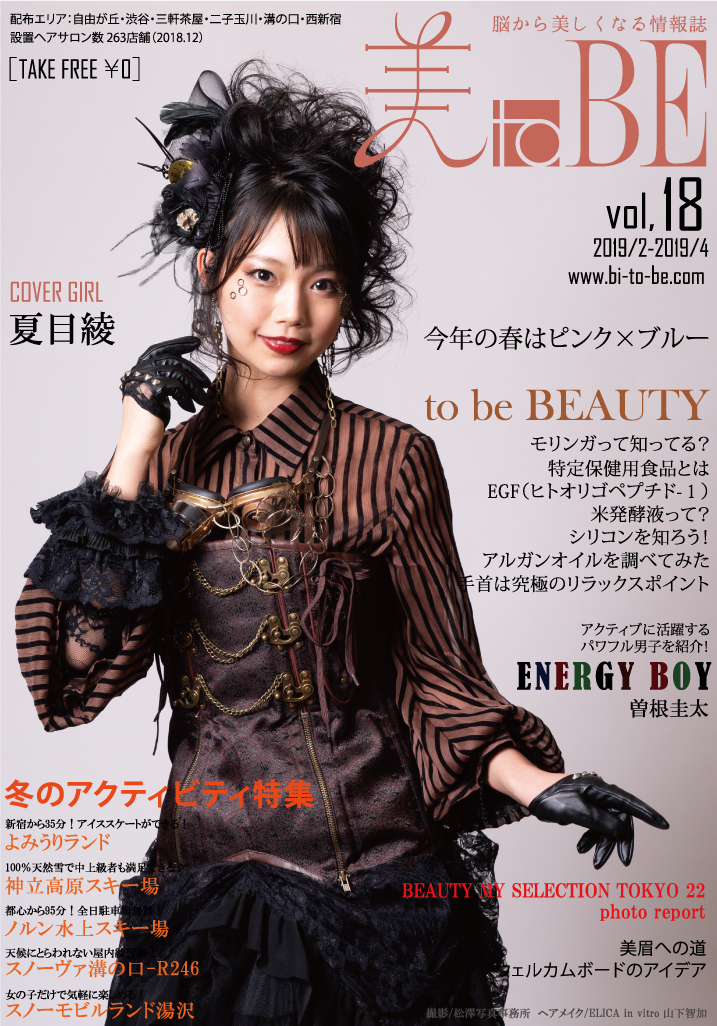 配布エリア：自由が丘・渋谷・三軒茶屋・二子玉川・溝の口・西新宿
設置ヘアサロン数 263店舗（2018.12）
[TAKE FREE ￥0]
脳から美しくなる情報誌
美 to BE
vol,18
2019/2-2019/4
www.bi-to-be.com
COVER GIRL
夏目綾
今年の春はピンク×ブルー
to be BEAUTY
モリンガって知ってる？
特定保健用食品とは
EGF（ヒトオリゴペプチド-１）
米発酵液って？
シリコンを知ろう！
アルガンオイルを調べてみた
手首は究極のリラックスポイント
アクティブに活躍する
パワフル男子を紹介！
ENERGY BOY
曽根圭太
冬のアクティビティ特集
新宿から35分！アイススケートができる！
よみうりランド
100％天然雪で中上級者も満足
神立高原スキー場
都心から95分！全日駐車
ノルン水上スキー場
天候にとらわれない屋内
スノーヴァ溝の口-R246
女の子だけで気軽に楽
スノーモビルランド湯沢
BEAUTY MY SELECTION TOKYO 22
photo report
美眉への道
ウェルカムボードのアイデア
撮影/松澤写真事務所　ヘアメイク/ELICA in vitro 山下智加